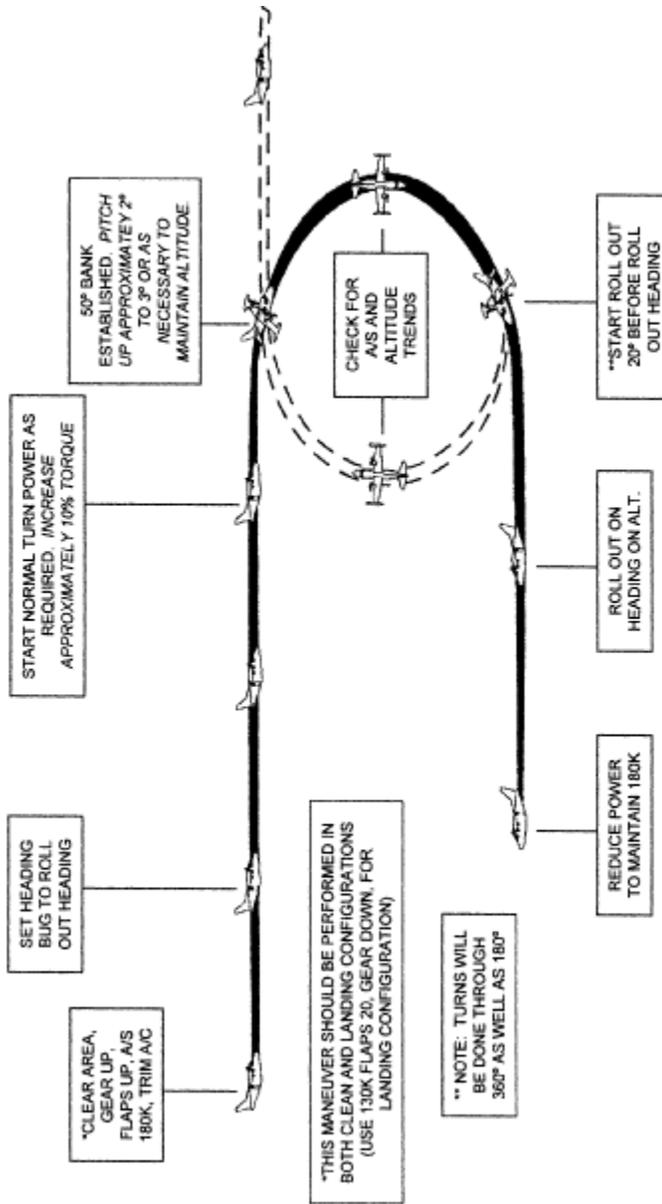 *CLEAR AREA,
GEAR UP,
FLAPS UP, A/S
180K, TRIM A/C
SET HEADING
BUG TO ROLL
OUT HEADING
START NORMAL TURN POWER AS
REQUIRED. INCREASE
APPROXIMATELY 10% TORQUE
50° BANK
ESTABLISHED. PITCH
UP APPROXIMATEY 2°
TO 3° OR AS
NECESSARY TO
MAINTAIN ALTITUDE.
CHECK FOR
A/S AND
ALTITUDE
TRENDS
**START ROLL OUT
20° BEFORE ROLL
OUT HEADING
ROLL OUT ON
HEADING ON ALT.
REDUCE POWER
TO MAINTAIN 180K
*THIS MANEUVER SHOULD BE PERFORMED IN
BOTH CLEAN AND LANDING CONFIGURATIONS
(USE 130K FLAPS 20, GEAR DOWN, FOR
LANDING CONFIGURATION)
** NOTE: TURNS WILL
BE DONE THROUGH
360° AS WELL AS 180°